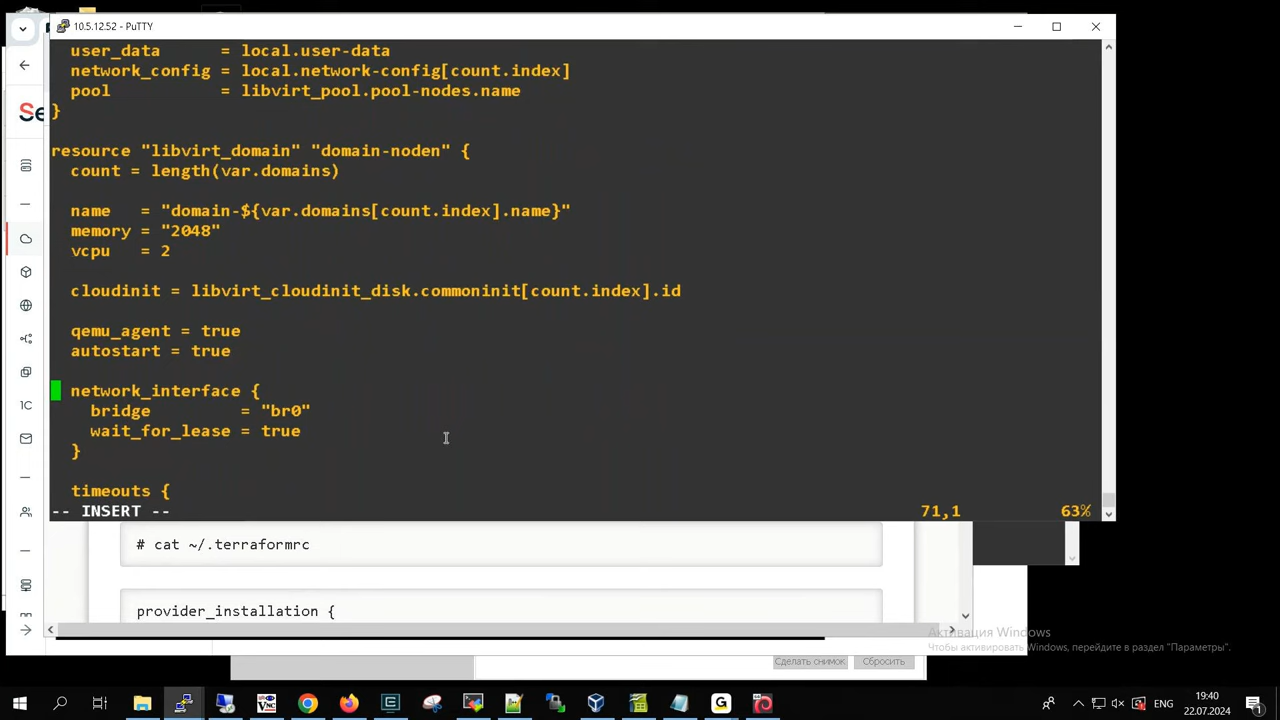 10.5.12.52 - PuTTY
Se
1C
user_data      = local.user-data
network_config = local.network-config[count.index]
pool           = libvirt_pool.pool-nodes.name
}
resource "libvirt_domain" "domain-noden" {
count = length(var.domains)
name   = "domain-${var.domains[count.index].name}"
memory = "2048"
vcpu   = 2
cloudinit = libvirt_cloudinit_disk.commoninit[count.index].id
qemu_agent = true
autostart = true
network_interface {
bridge         = "br0"
wait_for_lease = true
}
timeouts {
-- INSERT --
71,1
63%
# cat ~/.terraformrc
provider_installation {
Активация Windows
Чтобы активировать Windows, перейдите в раздел "Параметры".
Сделать снимок
Сбросить
ENG
19:40
22.07.2024
1